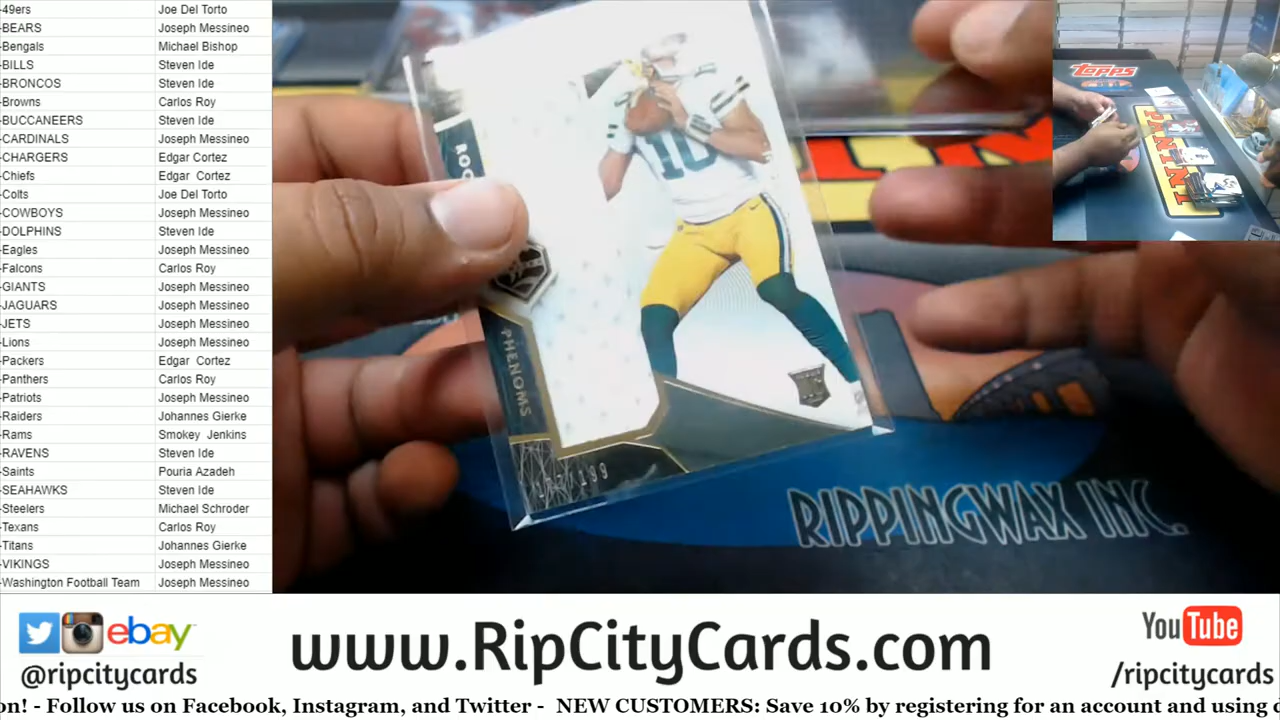 -49ers Joe Del Torto
-BEARS Joseph Messineo
-Bengals Michael Bishop
-BILLS Steven Ide
-BRONCOS Steven Ide
-Browns Carlos Roy
-BUCCANEERS Steven Ide
-CARDINALS Joseph Messineo
-CHARGERS Edgar Cortez
-Chiefs Edgar Cortez
-Colts Joe Del Torto
-COWBOYS Joseph Messineo
-DOLPHINS Steven Ide
-Eagles Joseph Messineo
-Falcons Carlos Roy
-GIANTS Joseph Messineo
-JAGUARS Joseph Messineo
-JETS Joseph Messineo
-Lions Joseph Messineo
-Packers Edgar Cortez
-Panthers Carlos Roy
-Patriots Joseph Messineo
-Raiders Johannes Gierke
-Rams Smokey Jenkins
-RAVENS Steven Ide
-Saints Pouria Azadeh
-SEAHAWKS Steven Ide
-Steelers Michael Schroder
-Texans Carlos Roy
-Titans Johannes Gierke
-VIKINGS Joseph Messineo
-Washington Football Team Joseph Messineo
10
PHENOMS
Topps
PANINI
RIPPINGWAX INC.
ebay
@ripcitycards
www.RipCityCards.com
YouTube
/ripcitycards
on! - Follow us on Facebook, Instagram, and Twitter - NEW CUSTOMERS: Save 10% by registering for an account and using